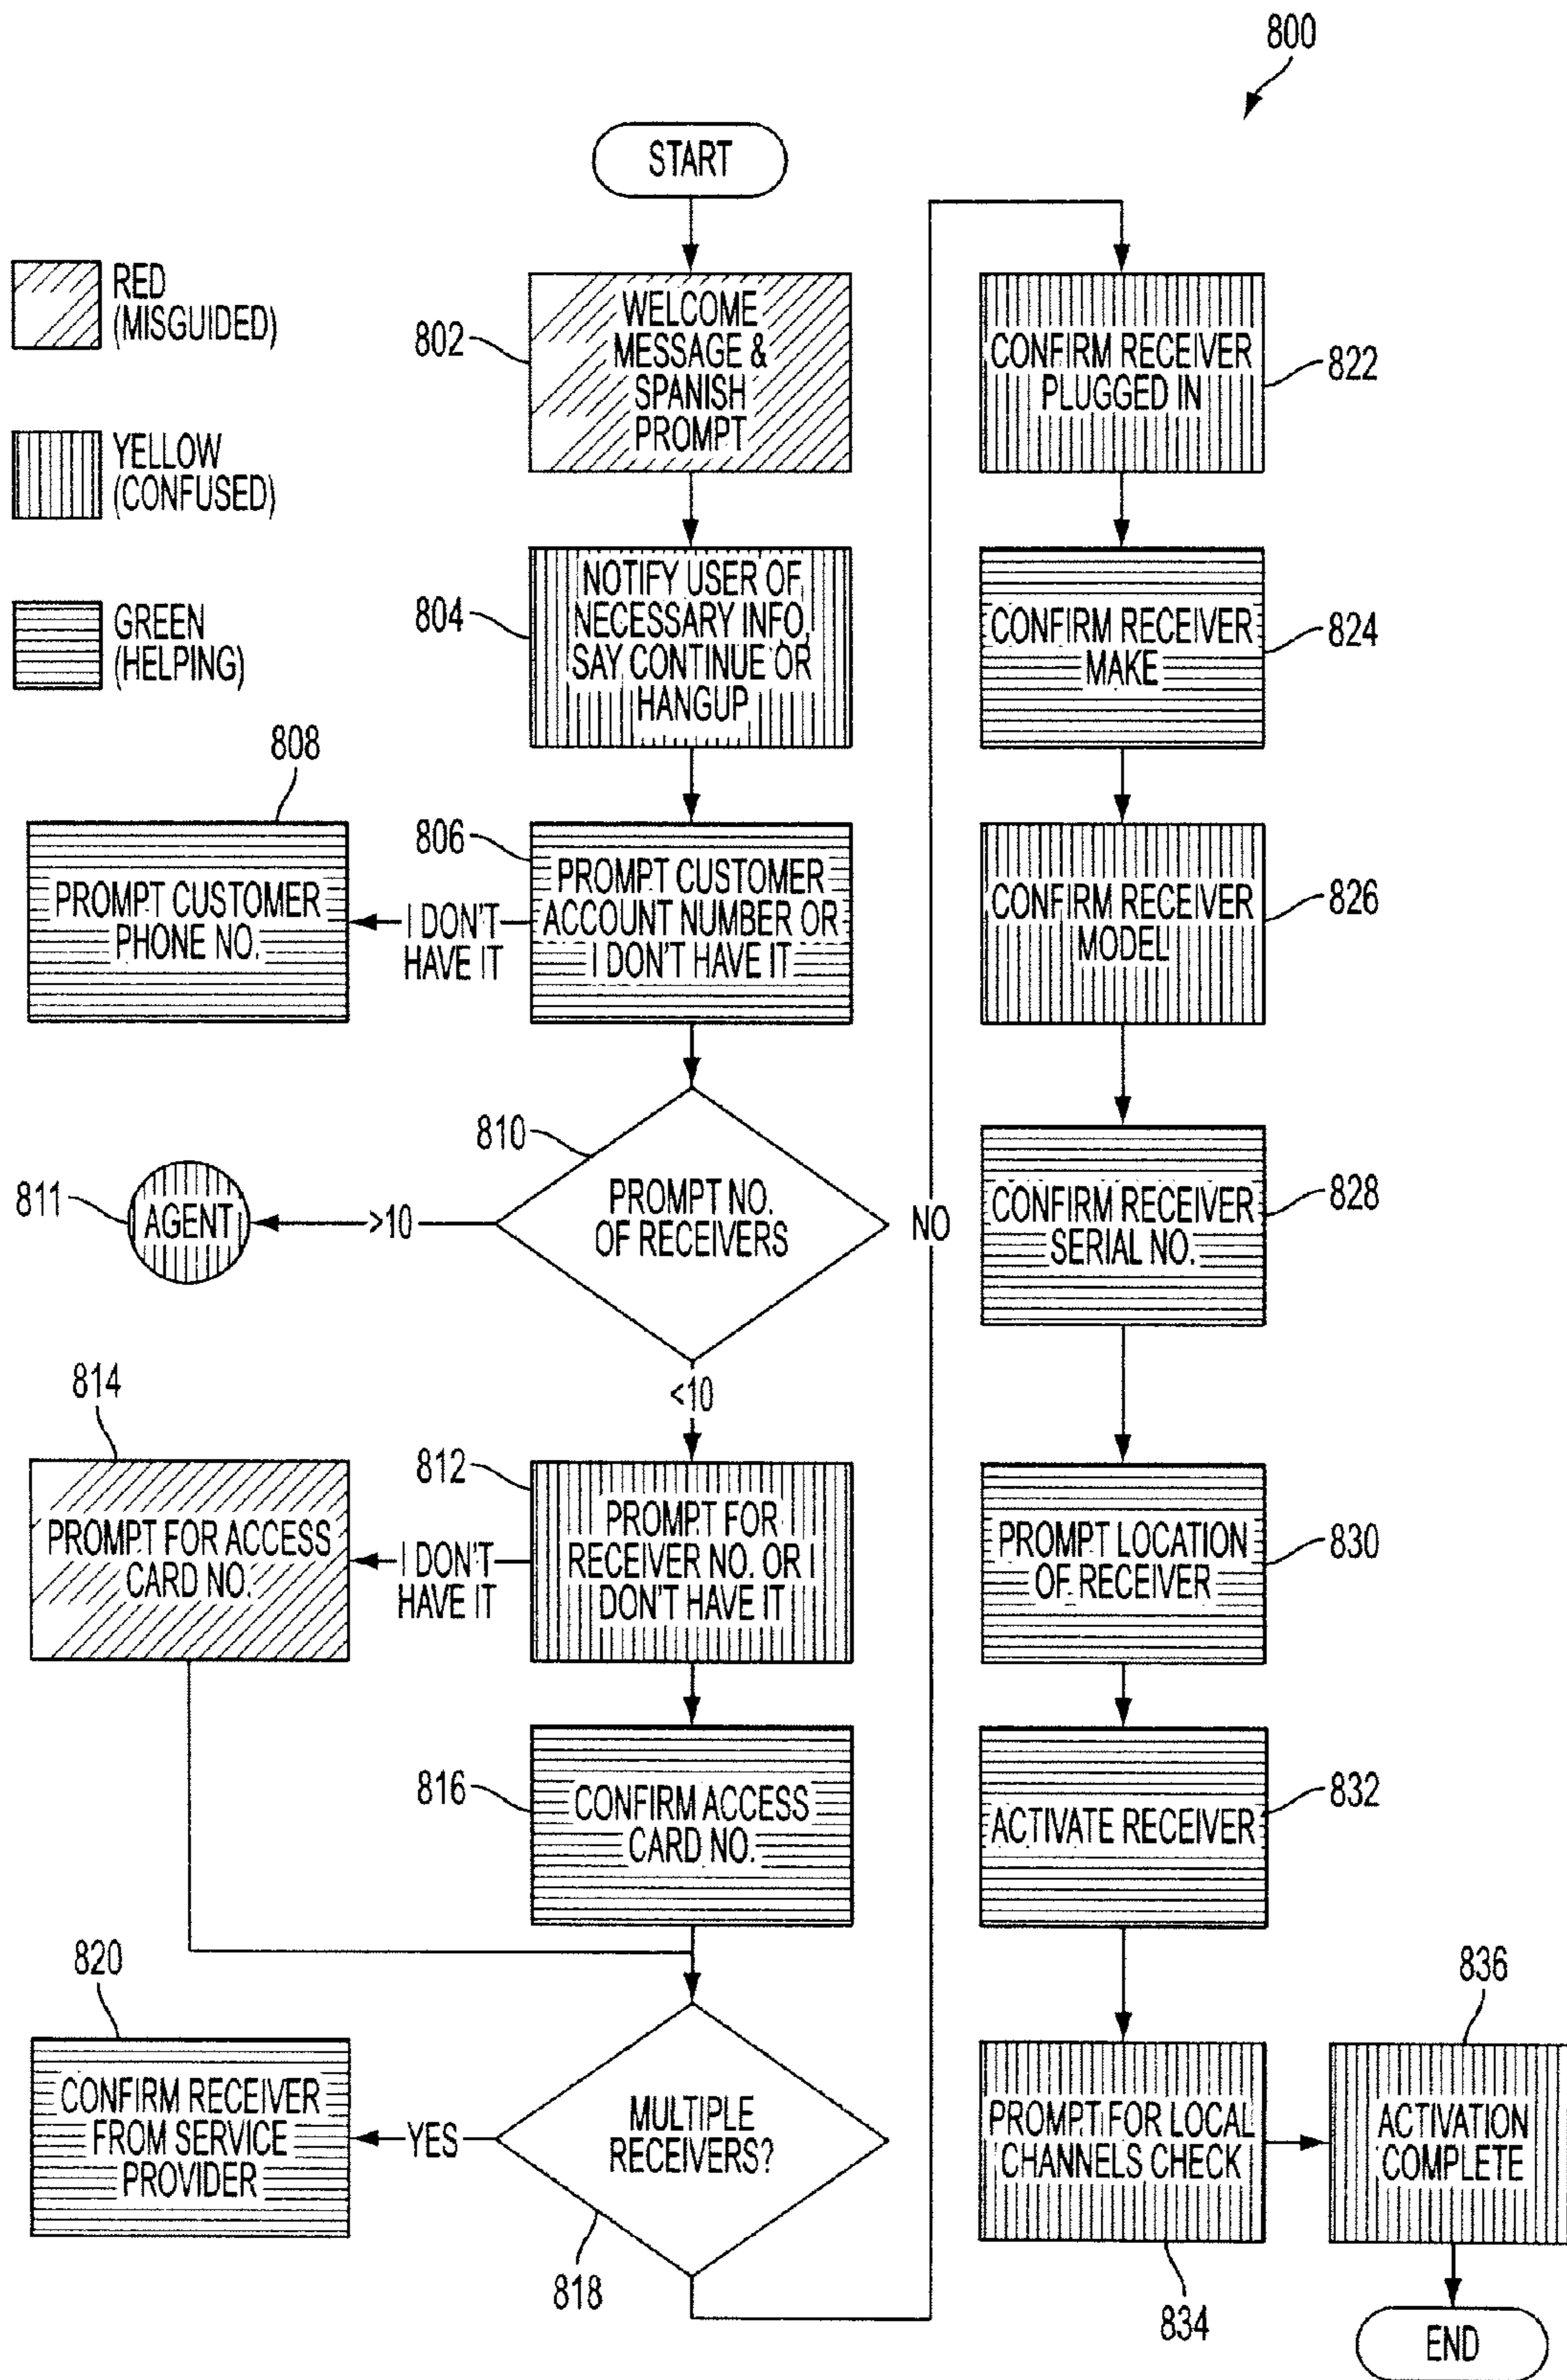 800
START
RED
(MISGUIDED)
YELLOW
(CONFUSED)
GREEN
(HELPING)
802
WELCOME
MESSAGE &
SPANISH
PROMPT
804
NOTIFY USER OF
NECESSARY INFO,
SAY CONTINUE OR
HANGUP
808
PROMPT CUSTOMER
PHONE NO.
I DON'T
HAVE IT
806
PROMPT CUSTOMER
ACCOUNT NUMBER OR
I DON'T HAVE IT
810
PROMPT NO.
OF RECEIVERS
811
AGENT
>10
<10
814
PROMPT FOR ACCESS
CARD NO.
I DON'T
HAVE IT
812
PROMPT FOR
RECEIVER NO. OR I
DON'T HAVE IT
816
CONFIRM ACCESS
CARD NO.
820
CONFIRM RECEIVER
FROM SERVICE
PROVIDER
YES
MULTIPLE
RECEIVERS?
818
NO
CONFIRM RECEIVER
PLUGGED IN
822
CONFIRM RECEIVER
MAKE
824
CONFIRM RECEIVER
MODEL
826
CONFIRM RECEIVER
SERIAL NO.
828
PROMPT LOCATION
OF RECEIVER
830
ACTIVATE RECEIVER
832
PROMPT FOR LOCAL
CHANNELS CHECK
834
836
ACTIVATION
COMPLETE
END